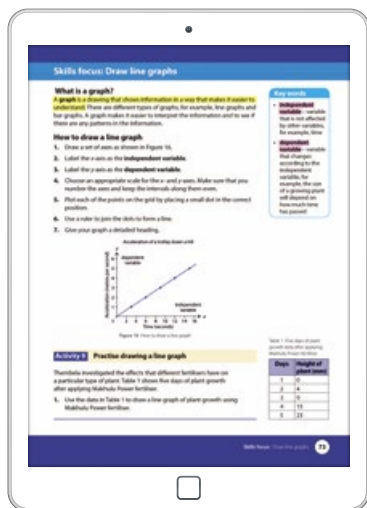 Skills focus: Draw line graphs
What is a graph?
A graph is a drawing that shows information in a way that makes it easier to
understand. There are different types of graphs, for example, line graphs and
bar graphs. A graph makes it easier to interpret the information and to see if
there are any patterns in the information.
How to draw a line graph
1. Draw a set of axes as shown in Figure 16.
2. Label the x-axis as the independent variable.
3. Label the y-axis as the dependent variable.
4. Choose an appropriate scale for the x- and y-axes. Make sure that you
number the axes and keep the intervals along them even.
5. Plot each of the points on the grid by placing a small dot in the correct
position.
6. Use a ruler to join the dots to form a line.
7. Give your graph a detailed heading.
Key words
• independent
variable – variable
that is not affected
by other variables,
for example, time
• dependent
variable – variable
that changes
according to the
independent
variable, for
example, the size
of a growing plant
will depend on
how much time
has passed
Acceleration of a trolley down a hill
dependent
variable
Acceleration (metres per second)
independent
variable
0 2 4 6 8 10 12 14 16
Time (seconds)
Figure 16 How to draw a line graph
Activity 9 Practise drawing a line graph
Thembela investigated the effects that different fertilisers have on
a particular type of plant. Table 1 shows five days of plant growth
after applying Makhulu Power fertiliser.
1. Use the data in Table 1 to draw a line graph of plant growth using
Makhulu Power fertiliser.
Table 1 Five days of plant
growth data after applying
Makhulu Power fertiliser
Days Height of
plant (mm)
1 0
2 4
3 9
4 15
5 23
Skills focus: Draw line graphs 73